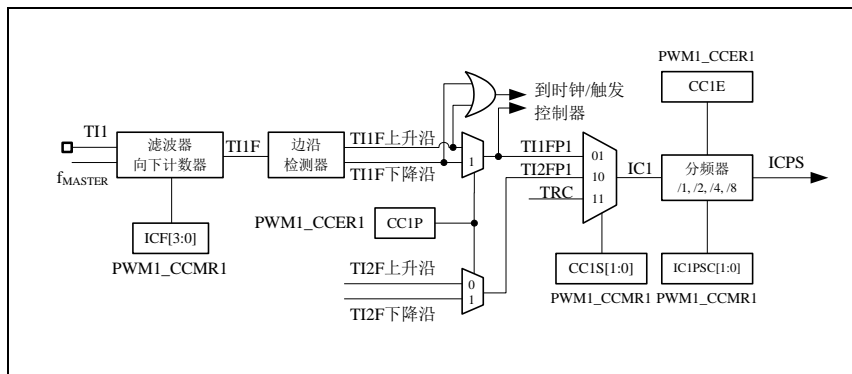 PWM1_CCER1
CC1E
到时钟/触发
控制器
TI1
滤波器
向下计数器
TI1F
边沿
检测器
TI1F上升沿
TI1F下降沿
1
TI1FP1
TI2FP1
TRC
01
10
11
IC1
分频器
/1, /2, /4, /8
ICPS
fMASTER
ICF[3:0]
PWM1_CCMR1
PWM1_CCER1
CC1P
TI2F上升沿
TI2F下降沿
0
1
CC1S[1:0]
PWM1_CCMR1
IC1PSC[1:0]
PWM1_CCMR1